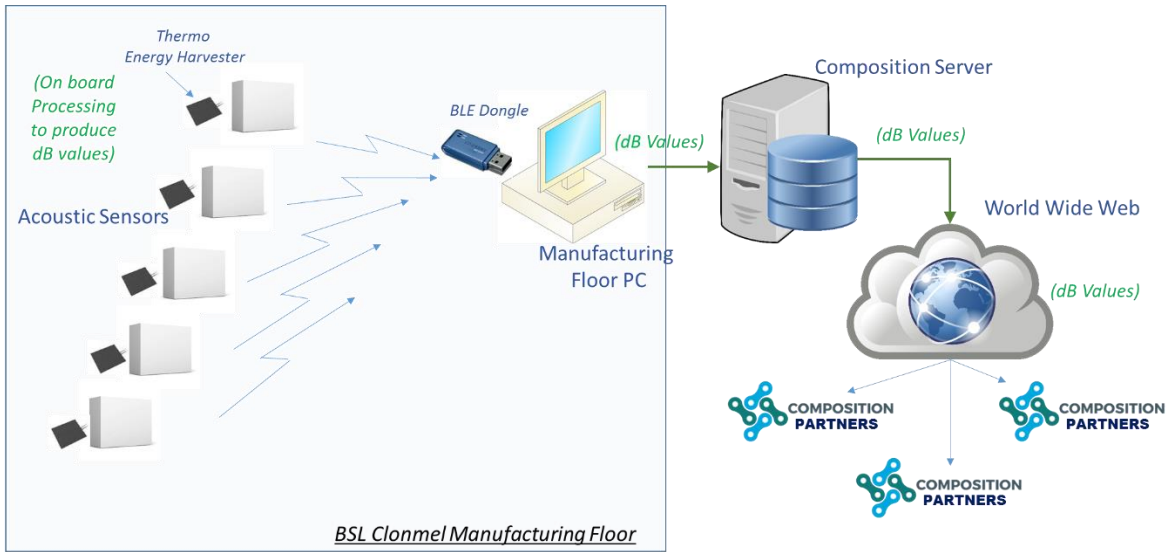 Thermo
Energy Harvester
(On board
Processing
to produce
dB values)
Acoustic Sensors
BLE Dongle
Manufacturing
Floor PC
(dB Values)
Composition Server
(dB Values)
World Wide Web
(dB Values)
COMPOSITION
PARTNERS
COMPOSITION
PARTNERS
COMPOSITION
PARTNERS
BSL Clonmel Manufacturing Floor